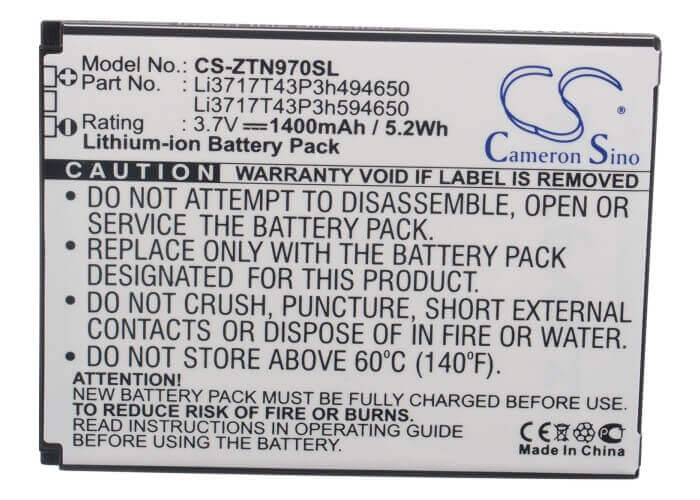 Model No.: CS-ZTN970SL
Li3717T43P3h494650
Li3717T43P3h594650
Rating : 3.7V 1400mAh / 5.2Wh
Lithium-ion Battery Pack
CS
Cameron Sino
CAUTION WARRANTY VOID IF LABEL IS REMOVED
• DO NOT ATTEMPT TO DISASSEMBLE, OPEN OR
SERVICE THE BATTERY PACK.
• REPLACE ONLY WITH THE BATTERY PACK
DESIGNATED FOR THE DEVICE.
• DO NOT CRUSH, PUNCTURE, SHORT EXTERNAL
CONTACTS OR DISPOSE OF IN FIRE OR WATER.
• DO NOT STORE ABOVE 60°C (140°F).
ATTENTION!
NEW BATTERY PACK MUST BE FULLY CHARGED BEFORE USE
TO REDUCE RISK OF FIRE OR BURNS.
READ INSTRUCTIONS IN OPERATING GUIDE
BEFORE USING THE BATTERY.
CE
Made In China